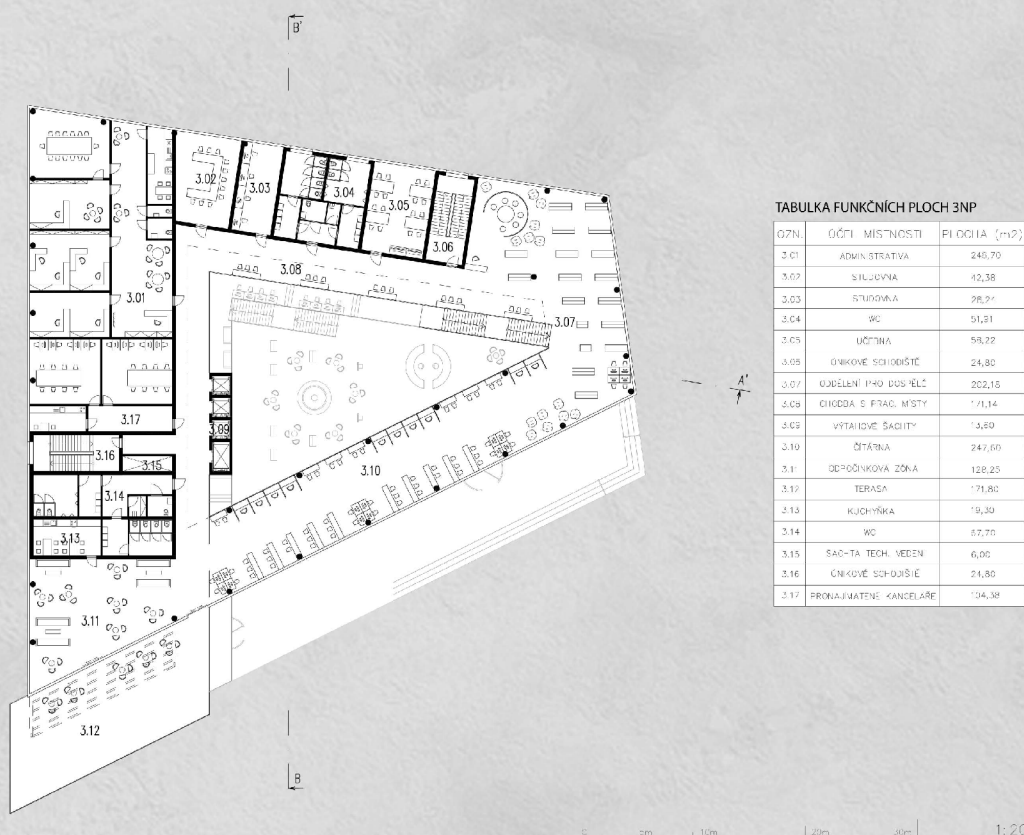 B'
3.02
3.03
3.04
3.05
3.06
3.01
3.08
3.07
A'
3.17
3.09
3.16
3.15
3.10
3.14
3.13
3.11
3.12
B
TABULKA FUNKČNÍCH PLOCH 3NP
OZN. ÚČEL MÍSTNOSTI PLOCHA (m2)
3.01 ADMINISTRATIVA 246,70
3.02 STUDOVNA 42,38
3.03 STUDOVNA
3.04 WC 51,91
3.05 UČEBNA 58,22
ÚNIKOVÉ SCHODIŠTĚ 24,80
3.07 ODDĚLENÍ PRO DOSPĚLÉ 202,15
CHODBA S PRAC. MÍSTY 171,14
3.09 VÝTAHOVÉ ŠACHTY 13,60
3.10 ČÍTÁRNA 247,60
3.11 ODPOČINKOVÁ ZÓNA 128,25
3.12 TERASA 171,80
3.13 KUCHYŇKA 19,30
3.14 WC 67,70
3.15 ŠACHTA TECH. VEDENÍ 6,00
3.16 ÚNIKOVÉ SCHODIŠTĚ 24,80
3.17 PRONAJÍMATELNÉ KANCELÁŘE 104,38
10m 20m 30m